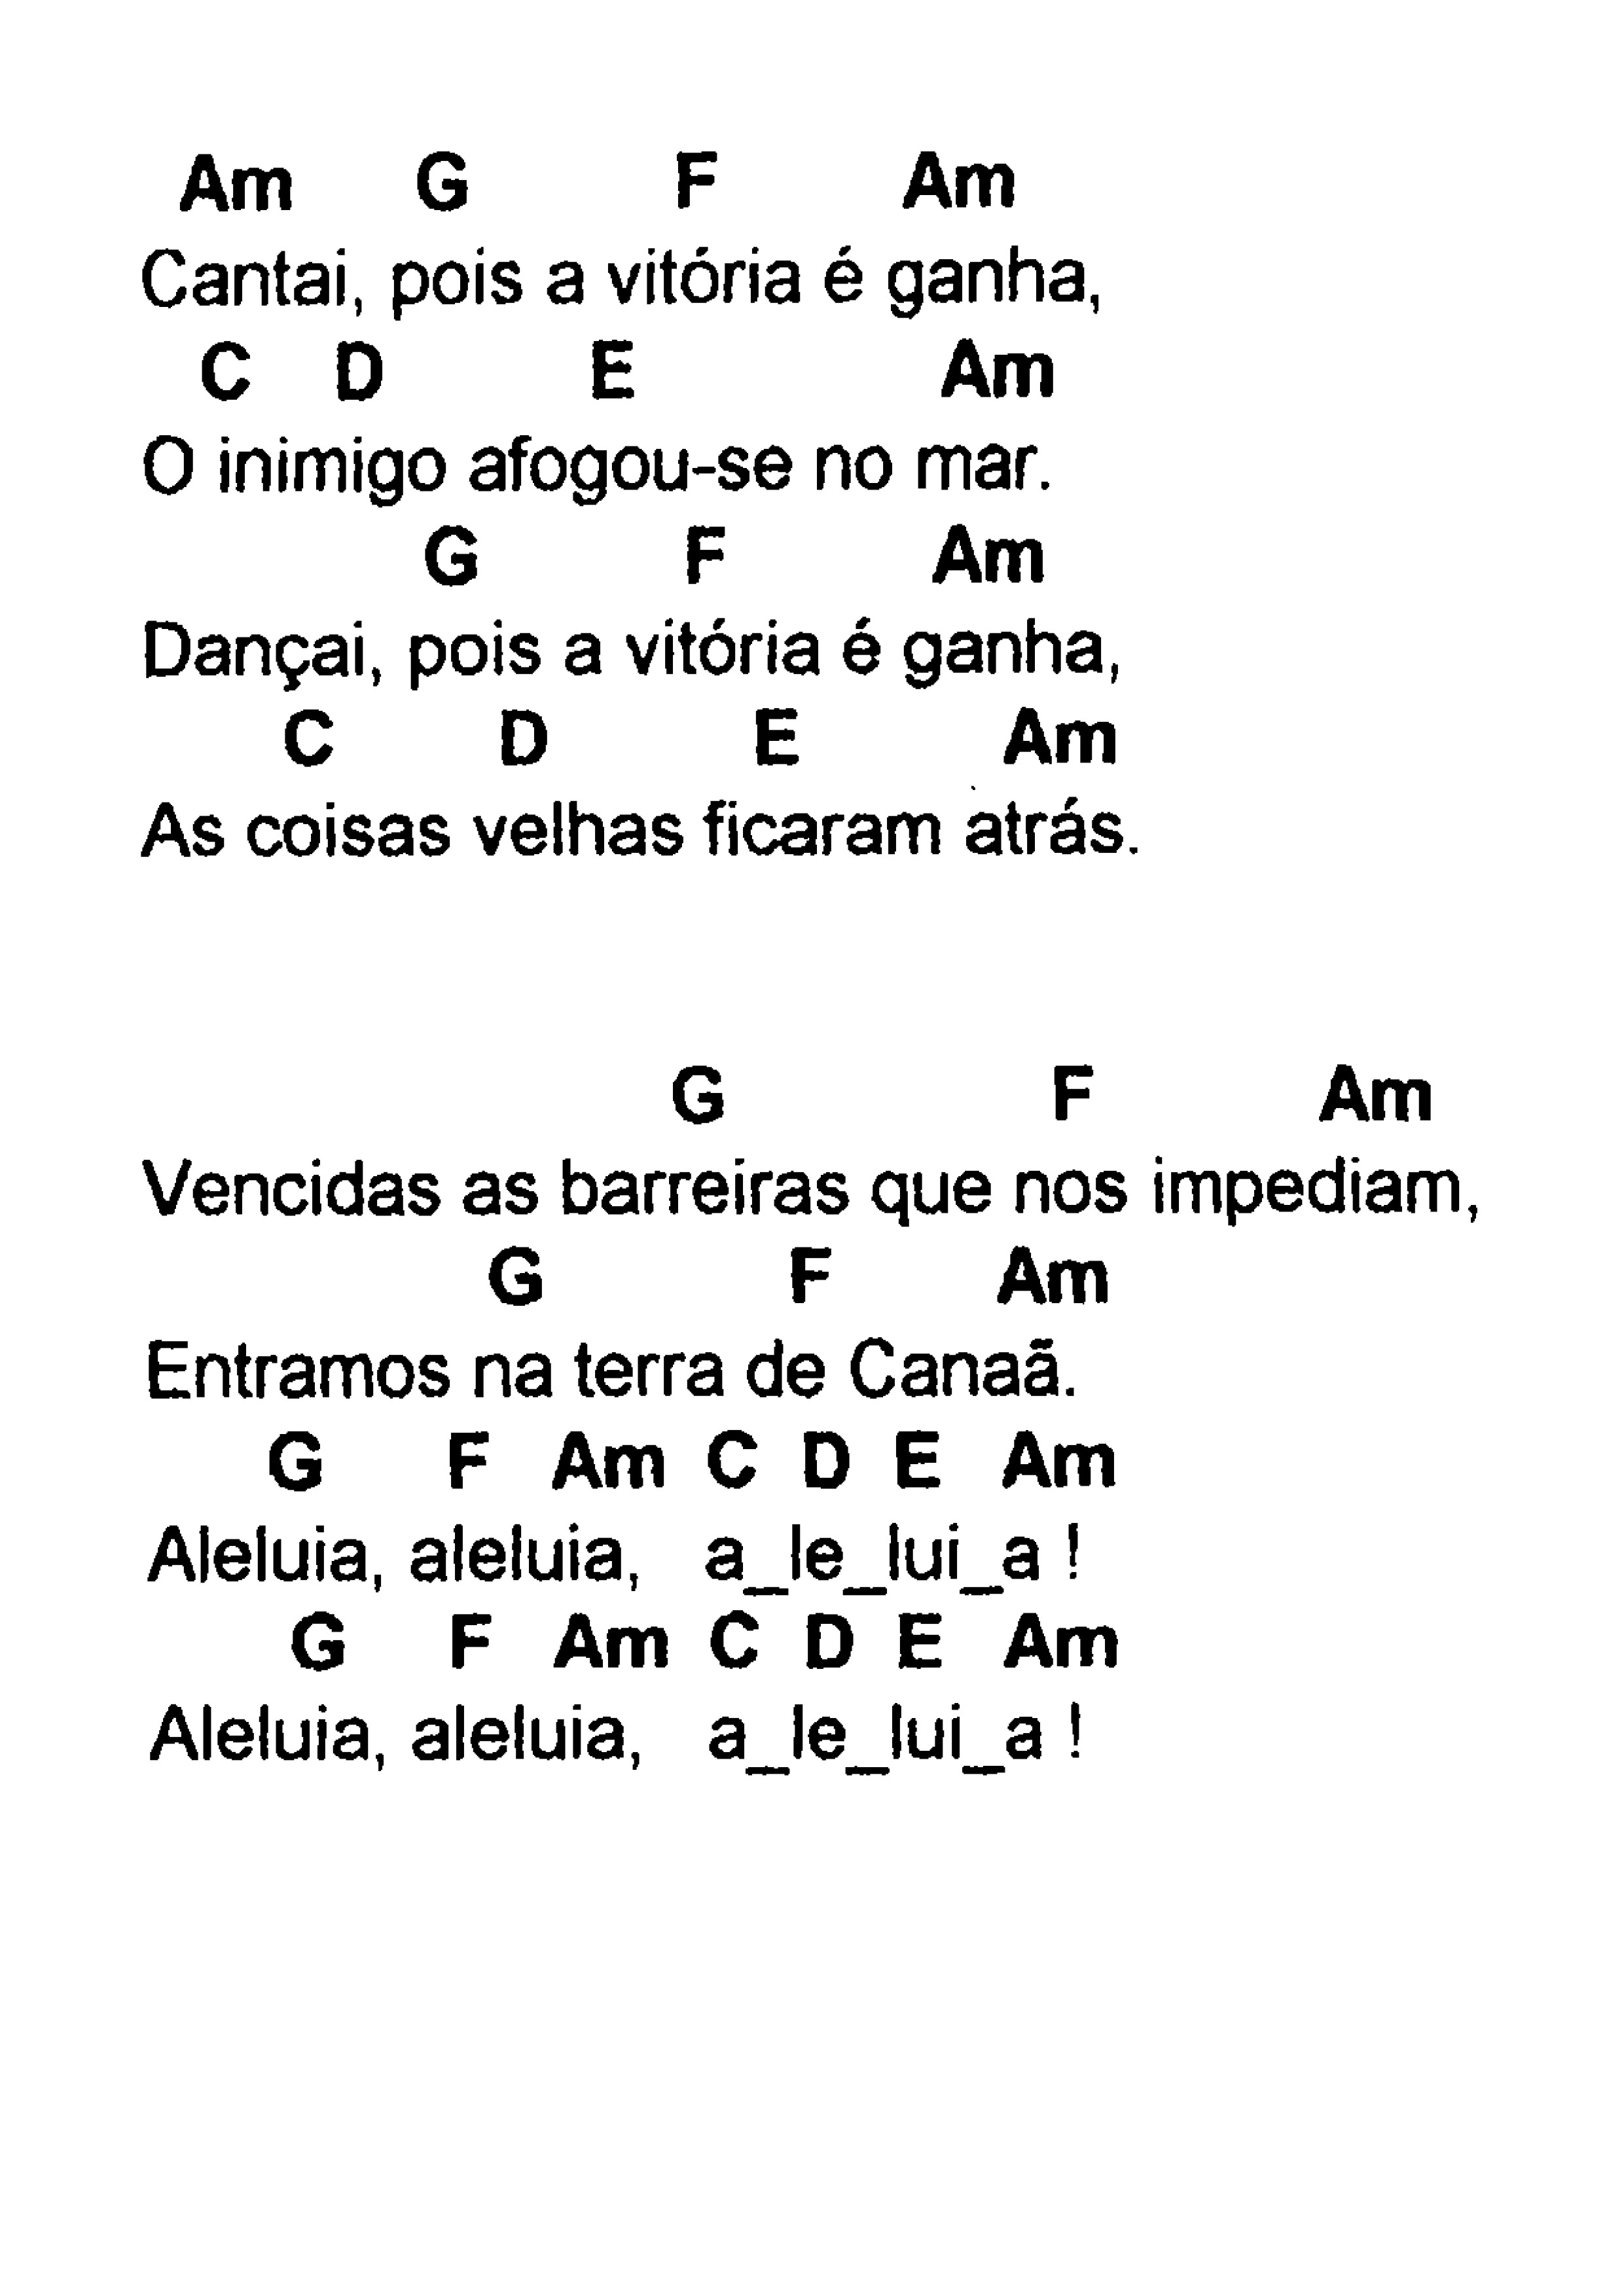 Am G F Am
Cantai, pois a vitória é ganha,
C D E Am
O inimigo afogou-se no mar.
G F Am
Dançai, pois a vitória é ganha,
C D E Am
As coisas velhas ficaram atrás.
G F Am
Vencidas as barreiras que nos impediam,
G F Am
Entramos na terra de Canaã.
G F Am C D E Am
Aleluia, aleluia, a_le_lui_a !
G F Am C D E Am
Aleluia, aleluia, a_le_lui_a !